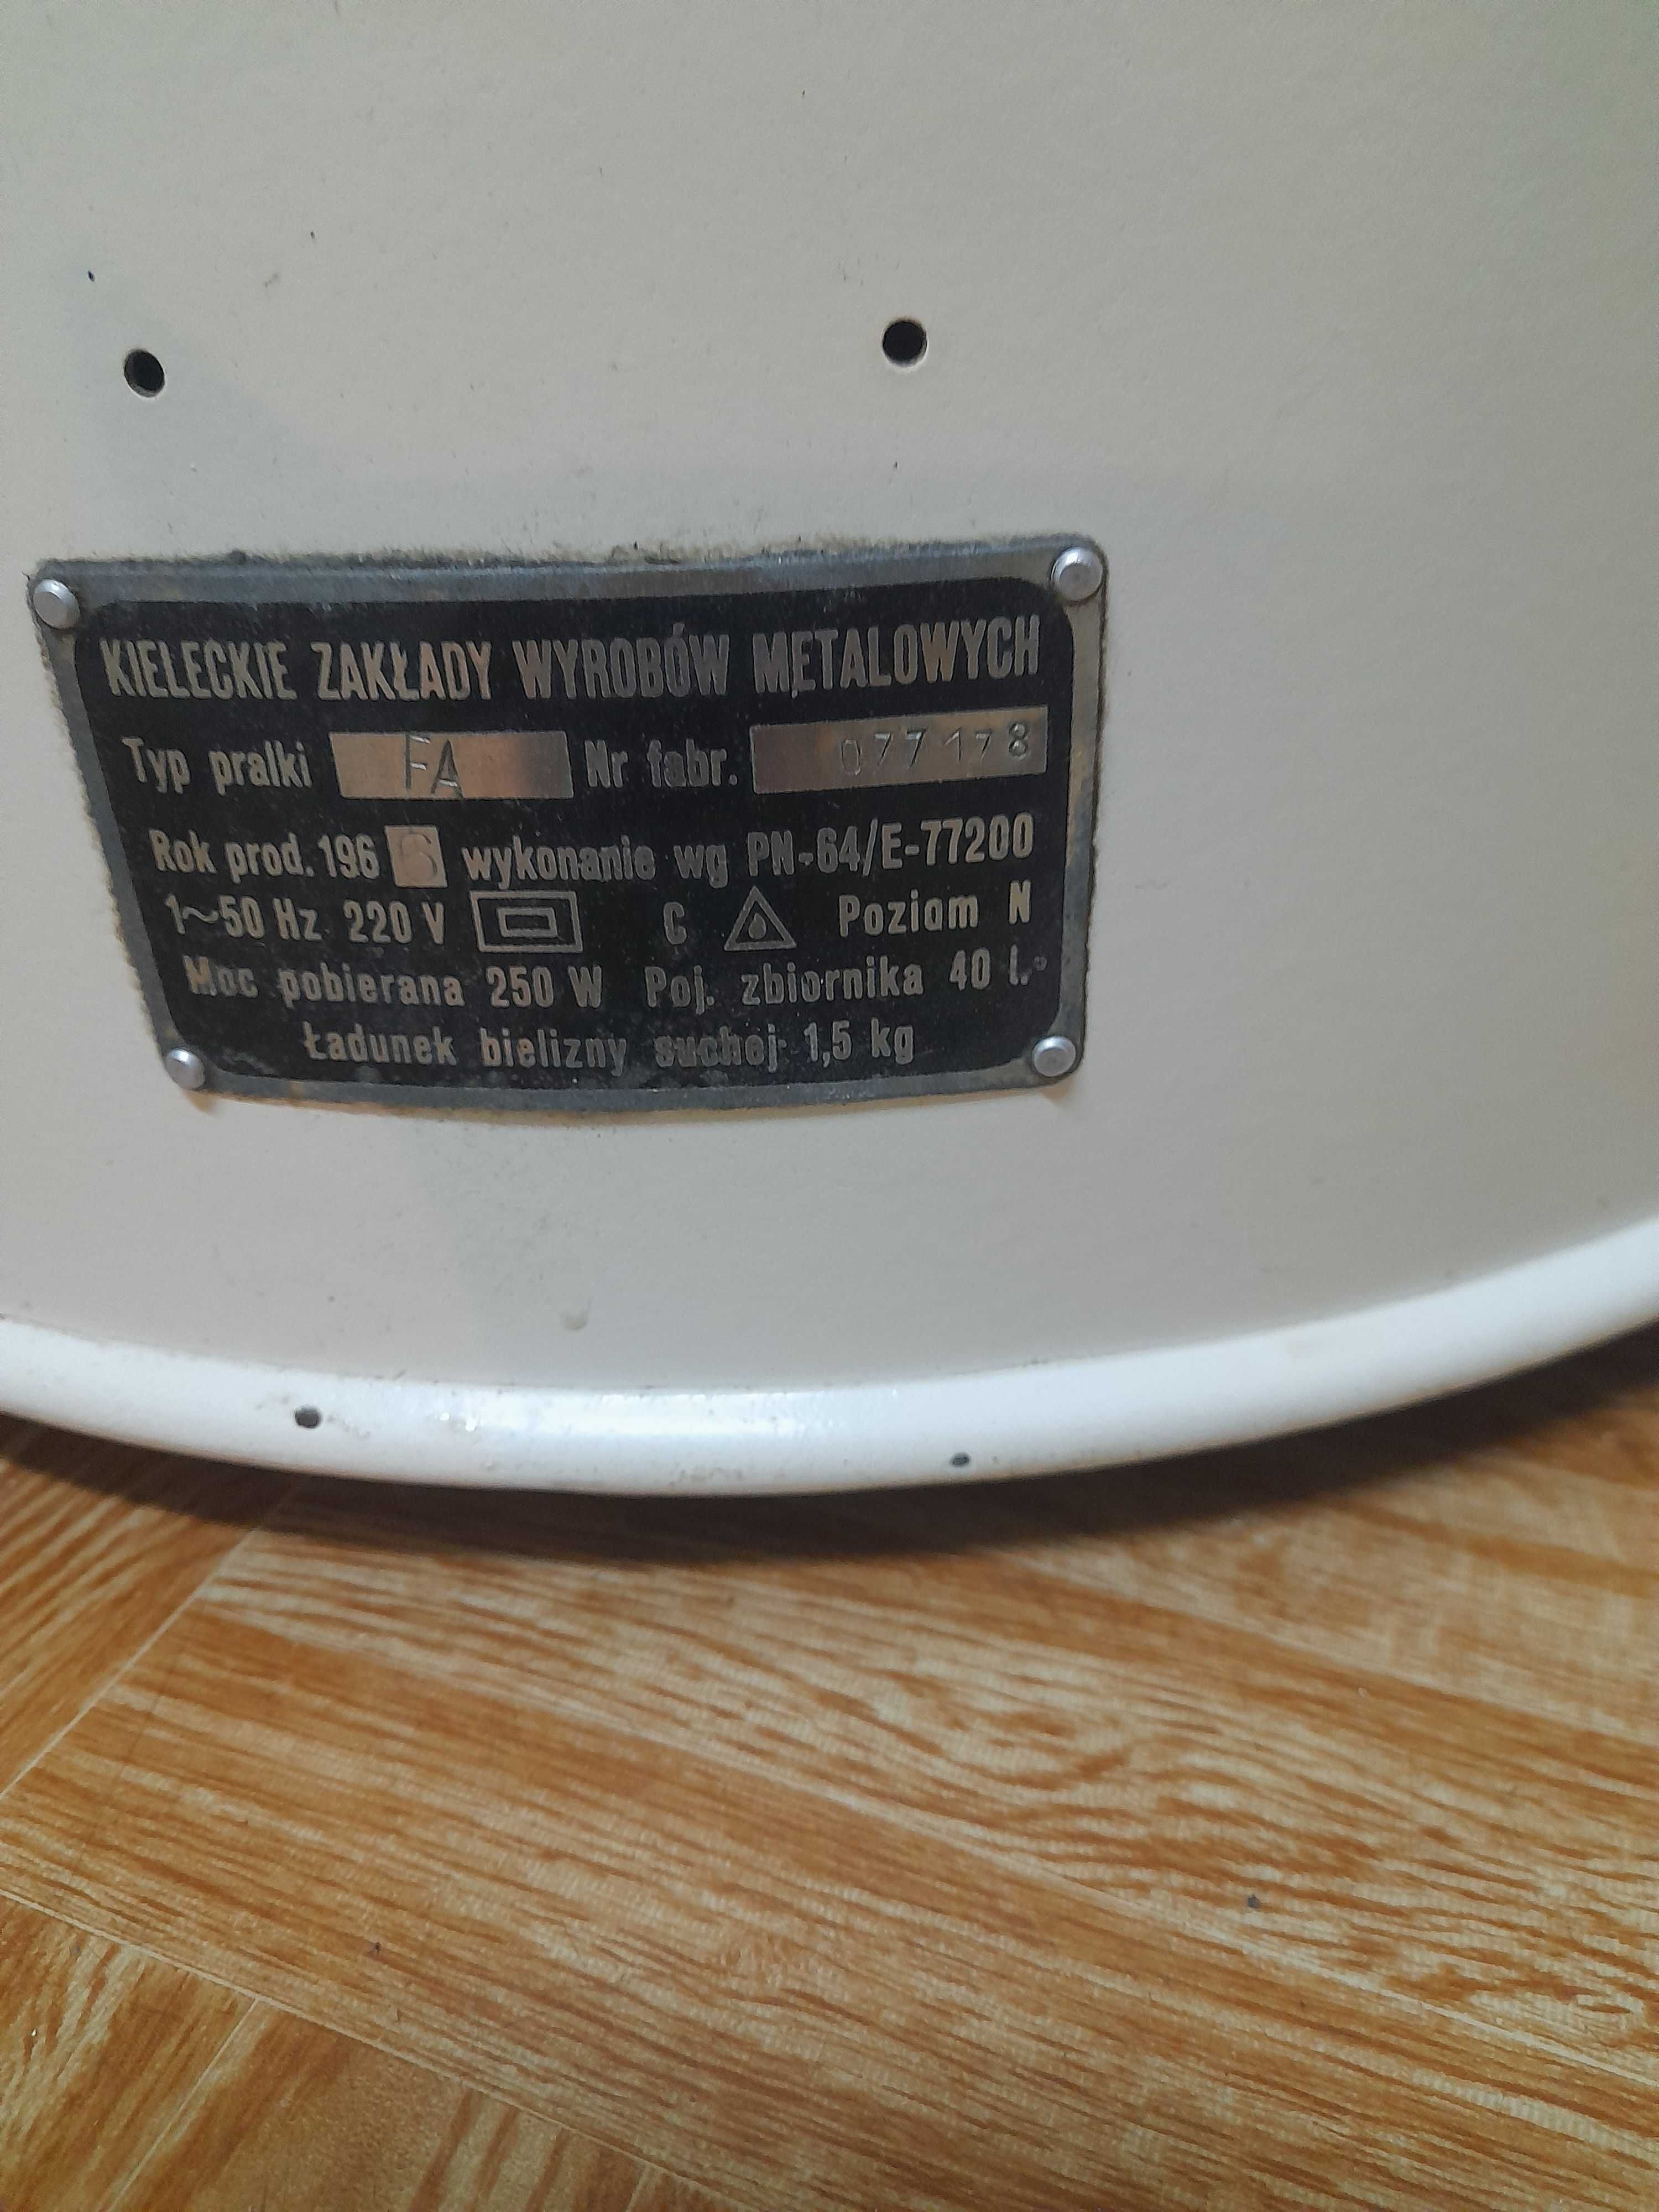 KIELECKIE ZAKŁADY WYROBÓW METALOWYCH
Typ pralki FA Nr fabr. 077178
Rok prod. 196 6 wykonanie wg PN-64/E-77200
1~50 Hz 220 V C Poziom N
Moc pobierana 250 W Poj. zbiornika 40 l.
Ładunek bielizny suchej 1,5 kg